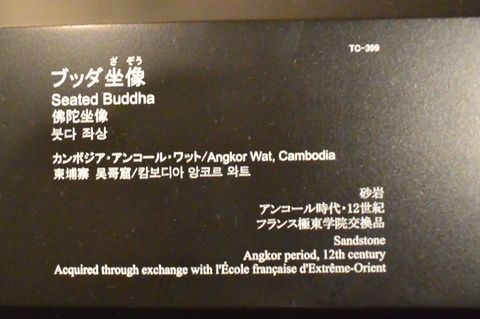 TC-399
ざ ぞう
ブッダ坐像
Seated Buddha
佛陀坐像
붓다 좌상
カンボジア・アンコール・ワット/Angkor Wat, Cambodia
柬埔寨 吴哥窟/캄보디아 앙코르 와트
砂岩
アンコール時代・12世紀
フランス極東学院交換品
Sandstone
Angkor period, 12th century
Acquired through exchange with l'École française d'Extrême-Orient